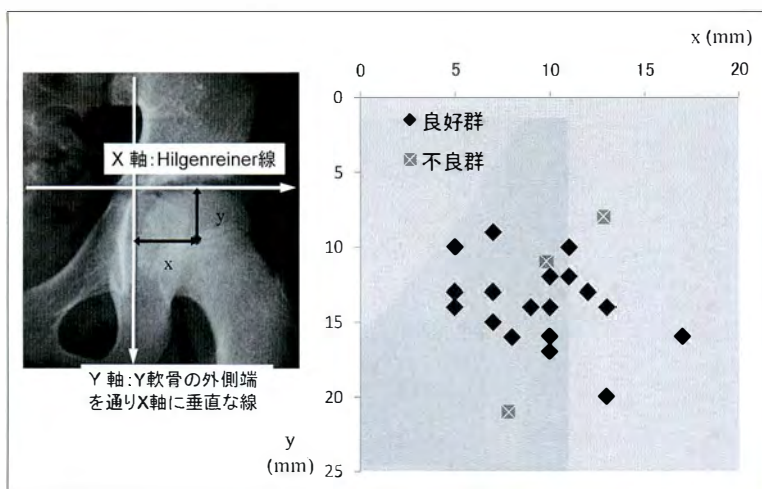 X 軸:Hilgenreiner線
y
x
Y 軸:Y軟骨の外側端
を通りX軸に垂直な線
x (mm)
0 5 10 15 20
0
5
10
15
20
25
◆ 良好群
不良群
y
(mm)